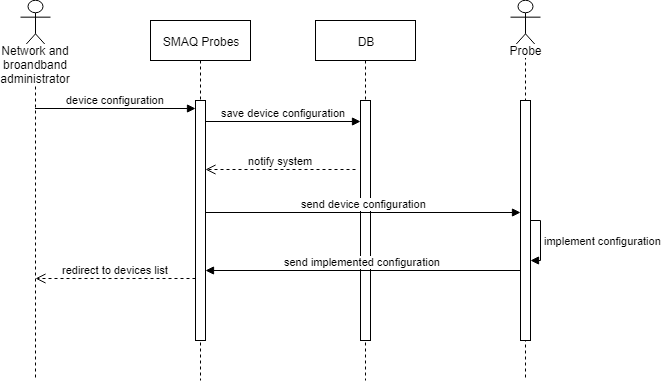 SMAQ Probes
DB
Network and
broandband
administrator
Probe
device configuration
save device configuration
notify system
send device configuration
implement configuration
send implemented configuration
redirect to devices list